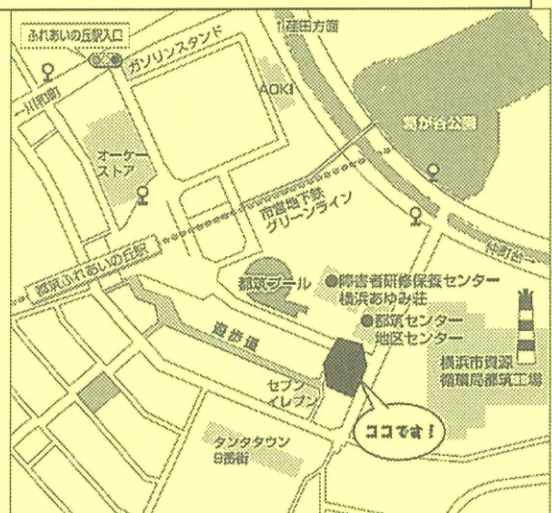 ふれあいの丘駅入口
ガソリンスタンド
↑荏田方面
川和町
AOKI
葛が谷公園
オーケー
ストア
市営地下鉄
グリーンライン
仲町台
都筑ふれあいの丘駅
都筑プール
●障害者研修保養センター
横浜あゆみ荘
●都筑センター
地区センター
遊歩道
横浜市資源
循環局都筑工場
セブン
イレブン
ココです！
タンタタウン
9番街